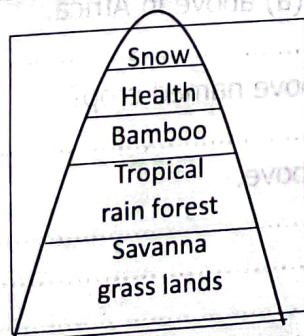 Snow
Health
Bamboo
Tropical
rain forest
Savanna
grass lands